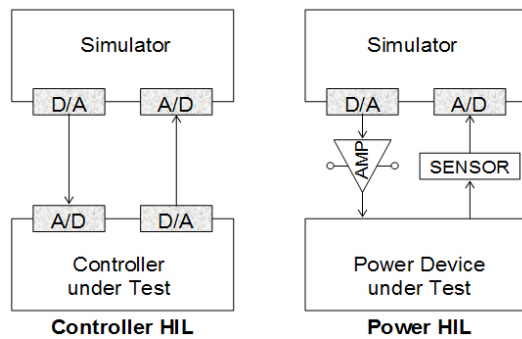 Simulator
D/A
A/D
A/D
D/A
Controller
under Test
Controller HIL
Simulator
D/A
A/D
AMP
SENSOR
Power Device
under Test
Power HIL